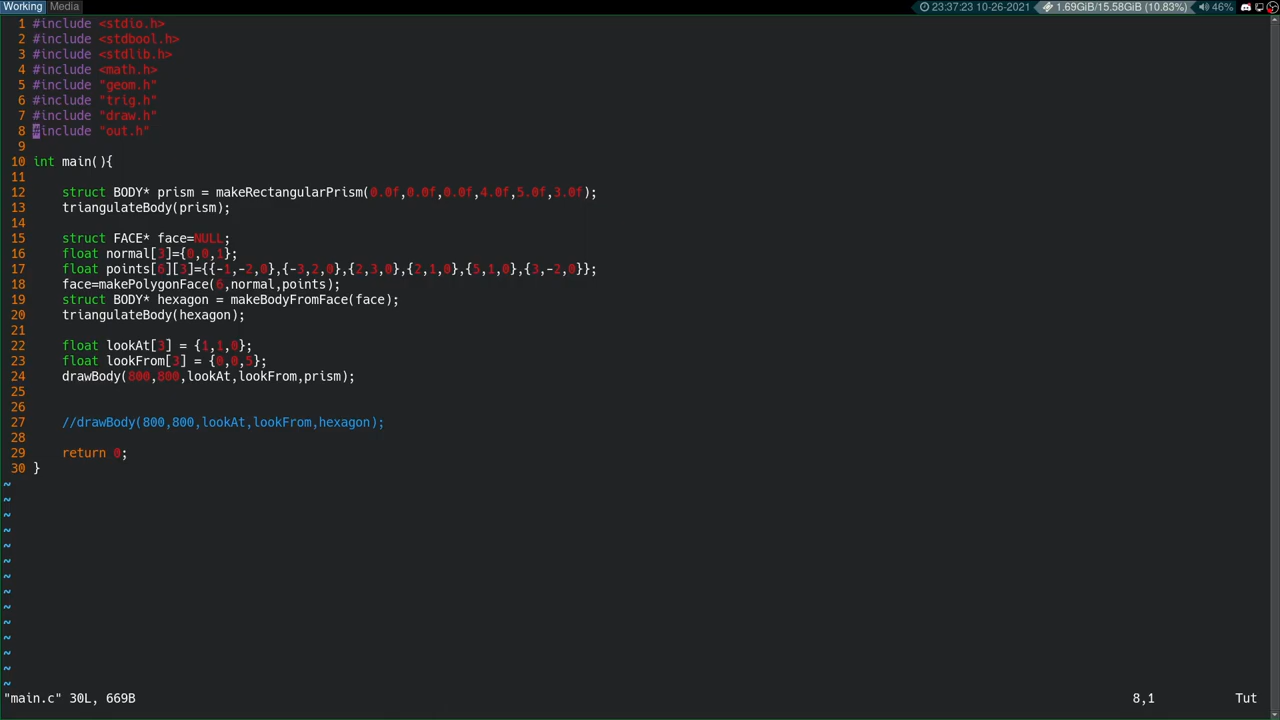 Working Media 23:37:23 10-26-2021 1.69GiB/15.58GiB (10.83%) 46%
1 #include <stdio.h>
2 #include <stdbool.h>
3 #include <stdlib.h>
4 #include <math.h>
5 #include "geom.h"
6 #include "trig.h"
7 #include "draw.h"
8 #include "out.h"
9
10 int main(){
11
12 struct BODY* prism = makeRectangularPrism(0.0f,0.0f,0.0f,4.0f,5.0f,3.0f);
13 triangulateBody(prism);
14
15 struct FACE* face=NULL;
16 float normal[3]={0,0,1};
17 float points[6][3]={{-1,-2,0},{-3,2,0},{2,3,0},{2,1,0},{5,1,0},{3,-2,0}};
18 face=makePolygonFace(6,normal,points);
19 struct BODY* hexagon = makeBodyFromFace(face);
20 triangulateBody(hexagon);
21
22 float lookAt[3] = {1,1,0};
23 float lookFrom[3] = {0,0,5};
24 drawBody(800,800,lookAt,lookFrom,prism);
25
26
27 //drawBody(800,800,lookAt,lookFrom,hexagon);
28
29 return 0;
30 }
~
~
~
~
~
~
~
~
~
~
~
~
~
~
"main.c" 30L, 669B 8,1 Tut